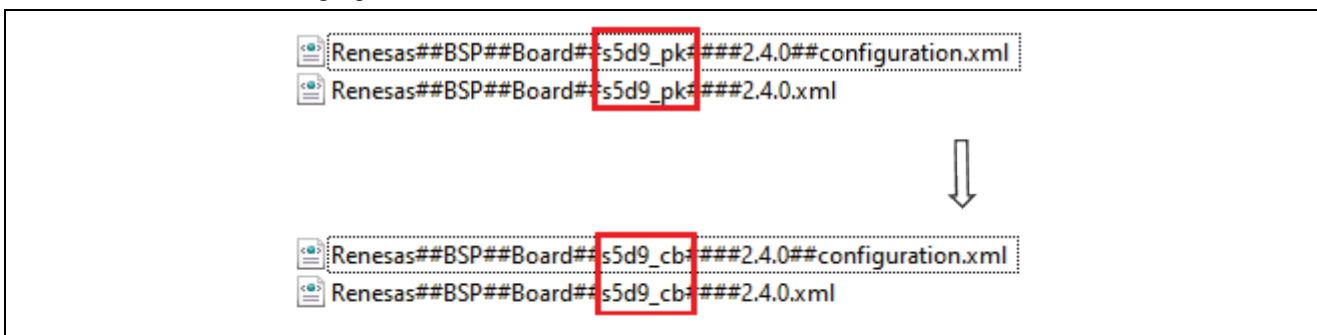 Renesas##BSP##Board##s5d9_pk####2.4.0##configuration.xml
Renesas##BSP##Board##s5d9_pk####2.4.0.xml
Renesas##BSP##Board##s5d9_cb####2.4.0##configuration.xml
Renesas##BSP##Board##s5d9_cb####2.4.0.xml